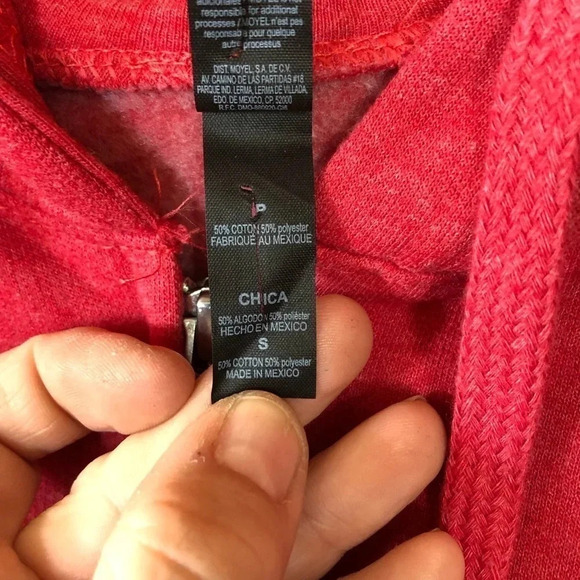 responsible for additional
processes / MOYEL n'est pas
responsable pour quelque
autre processus
DIST. MOYEL, S.A. DE C.V.
AV. CAMINO DE LAS PARTIDAS #18
PARQUE IND. LERMA, LERMA DE VILLADA,
EDO. DE MEXICO, CP. 52000
P
50% COTON 50% polyester
FABRIQUÉ AU MEXIQUE
CHICA
50% ALGODON 50% poliéster
HECHO EN MEXICO
S
50% COTTON 50% polyester
MADE IN MEXICO